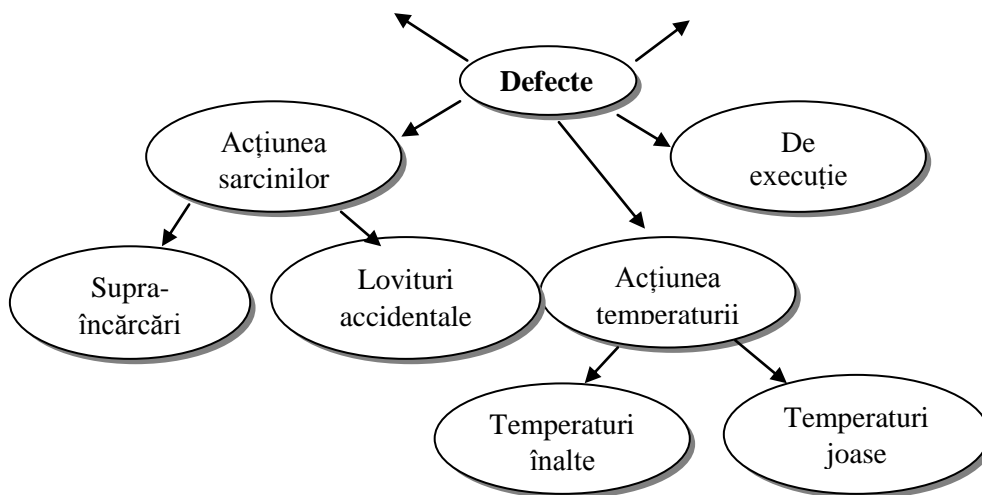 Defecte
Acțiunea
sarcinilor
De
execuție
Supra-
încărcări
Lovituri
accidentale
Acțiunea
temperaturii
Temperaturi
înalte
Temperaturi
joase